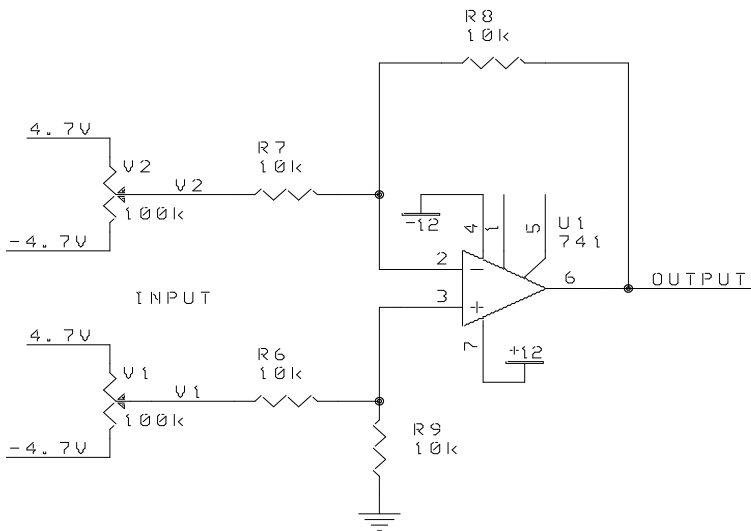 R8
10k
4.7V
R7
10k
V2
V2
100k
-4.7V
-12
4
1
5
U1
741
2
6
OUTPUT
INPUT
3
4.7V
R6
10k
7
+12
V1
V1
100k
R9
10k
-4.7V